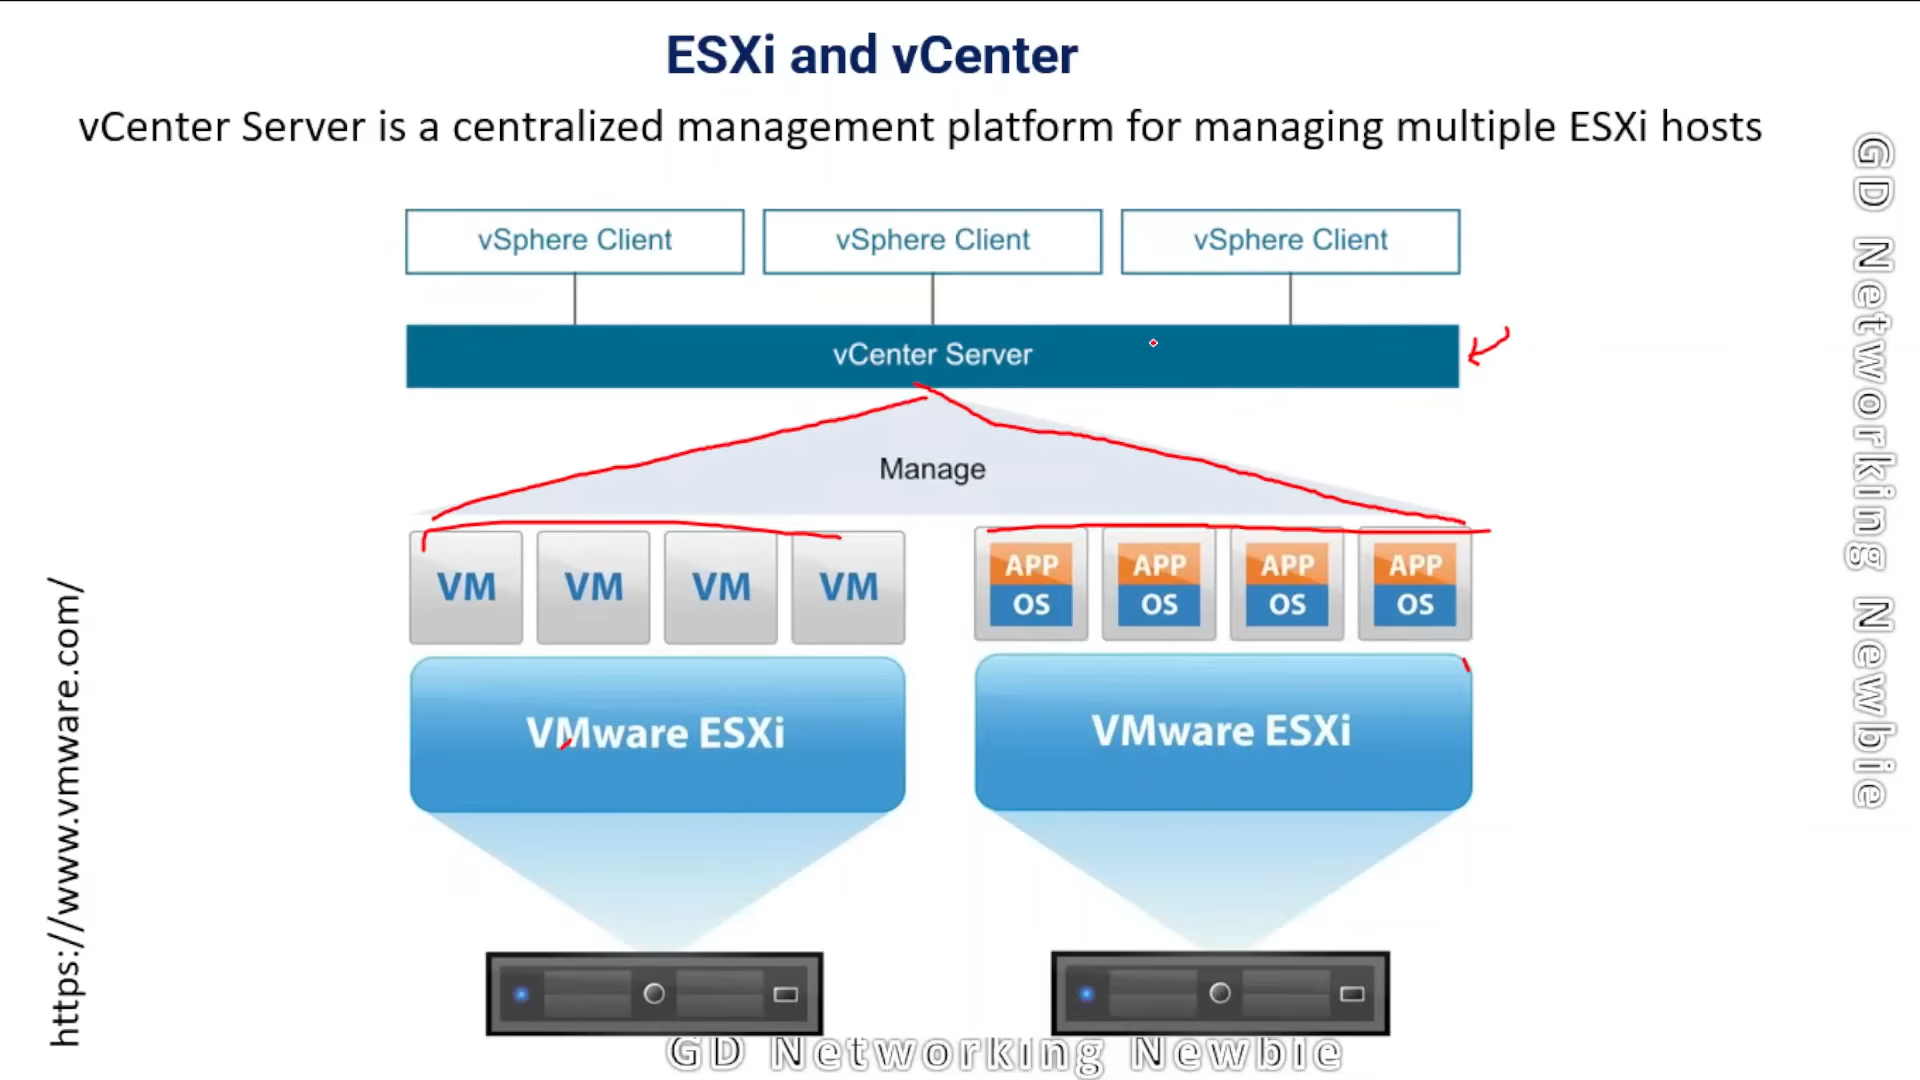 ESXi and vCenter
vCenter Server is a centralized management platform for managing multiple ESXi hosts
vSphere Client
vSphere Client
vSphere Client
vCenter Server
Manage
VM
VM
VM
VM
APP
OS
APP
OS
APP
OS
APP
OS
VMware ESXi
VMware ESXi
https://www.vmware.com/
GD Networking Newbie
GD Networking Newbie